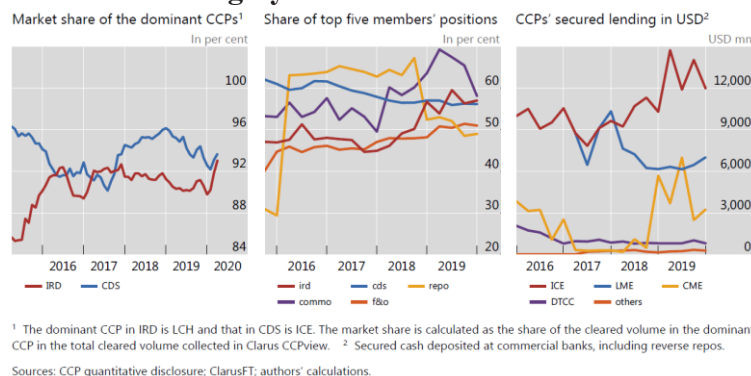 Market share of the dominant CCPs¹
In per cent
100
96
92
88
84
2016 2017 2018 2019 2020
IRD CDS
Share of top five members' positions
In per cent
60
50
40
30
20
2016 2017 2018 2019
ird cds repo
commo f&o
CCPs' secured lending in USD²
USD mn
12,000
9,000
6,000
3,000
0
2016 2017 2018 2019
ICE LME CME
DTCC others
¹ The dominant CCP in IRD is LCH and that in CDS is ICE. The market share is calculated as the share of the cleared volume in the dominant
CCP in the total cleared volume collected in Clarus CCPview. ² Secured cash deposited at commercial banks, including reverse repos.
Sources: CCP quantitative disclosure; ClarusFT; authors' calculations.